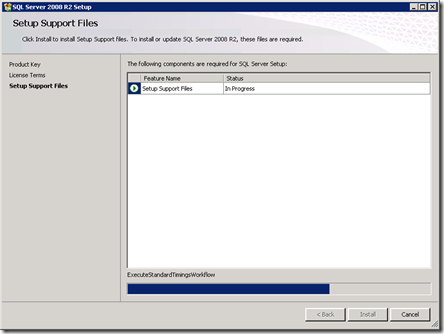 SQL Server 2008 R2 Setup
Setup Support Files
Click Install to install Setup Support files. To install or update SQL Server 2008 R2, these files are required.
Product Key
License Terms
Setup Support Files
The following components are required for SQL Server Setup:
Feature Name Status
Setup Support Files In Progress
ExecuteStandardTimingsWorkflow
< Back Install Cancel